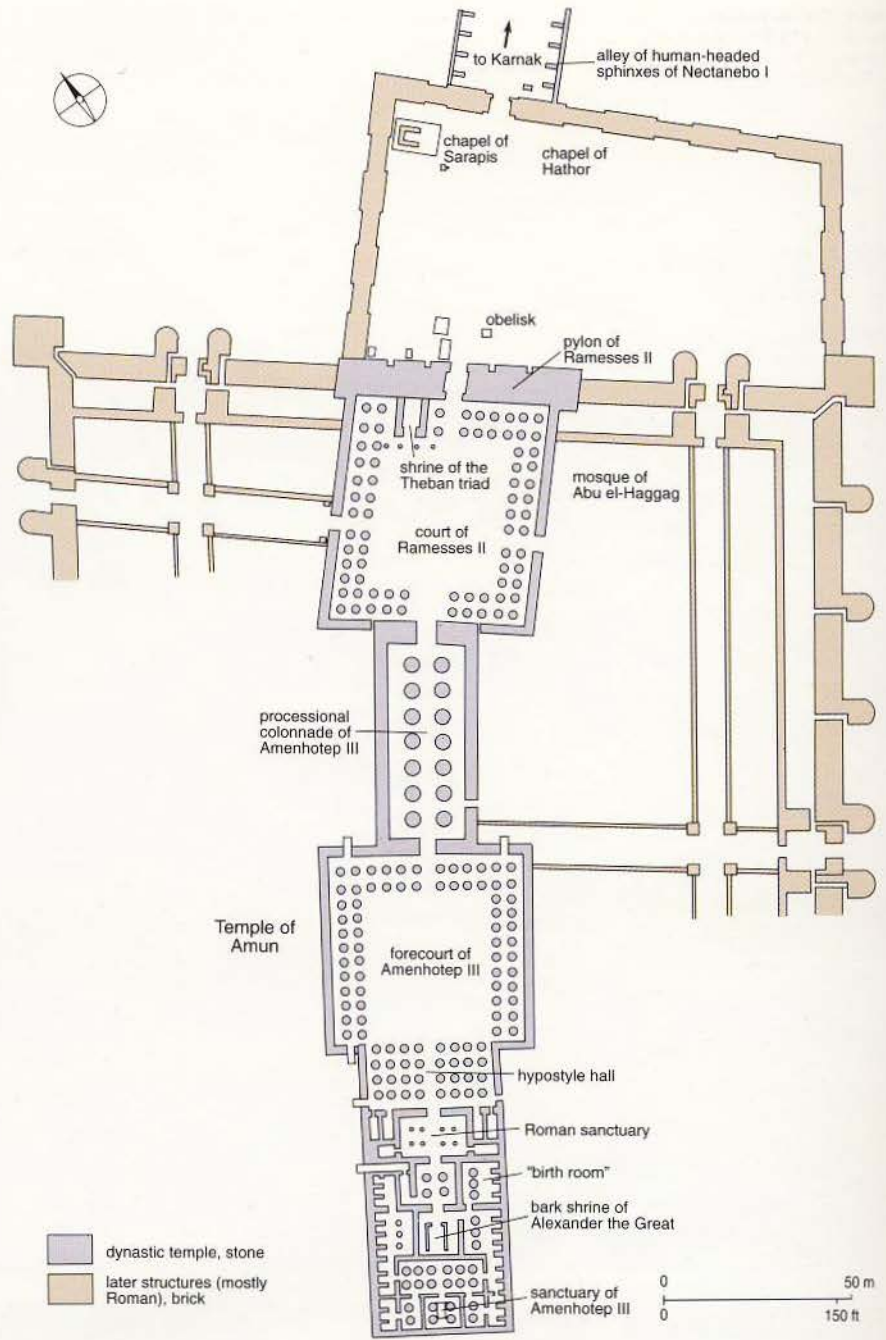 to Karnak
alley of human-headed
sphinxes of Nectanebo I
chapel of
Sarapis
chapel of
Hathor
obelisk
pylon of
Ramesses II
shrine of the
Theban triad
mosque of
Abu el-Haggag
court of
Ramesses II
processional
colonnade of
Amenhotep III
Temple of
Amun
forecourt of
Amenhotep III
hypostyle hall
Roman sanctuary
"birth room"
bark shrine of
Alexander the Great
sanctuary of
Amenhotep III
dynastic temple, stone
later structures (mostly
Roman), brick
0 50 m
0 150 ft